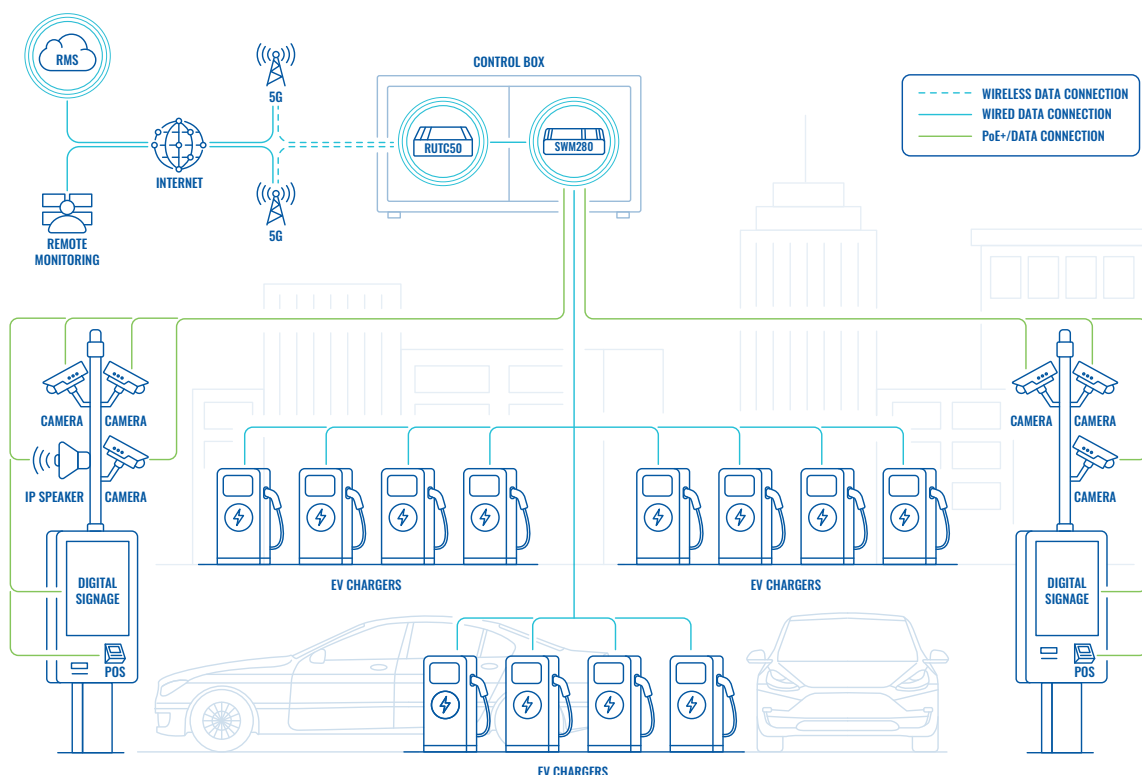 RMS
5G
CONTROL BOX
RUTC50
SWM280
WIRELESS DATA CONNECTION
WIRED DATA CONNECTION
PoE+/DATA CONNECTION
INTERNET
5G
REMOTE
MONITORING
CAMERA
CAMERA
IP SPEAKER
CAMERA
DIGITAL
SIGNAGE
POS
EV CHARGERS
EV CHARGERS
EV CHARGERS
CAMERA
CAMERA
CAMERA
DIGITAL
SIGNAGE
POS